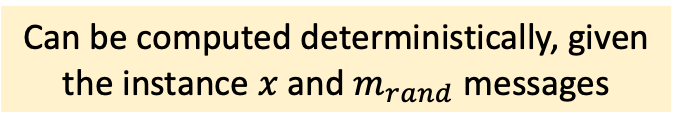 Can be computed deterministically, given
the instance x and m_rand messages